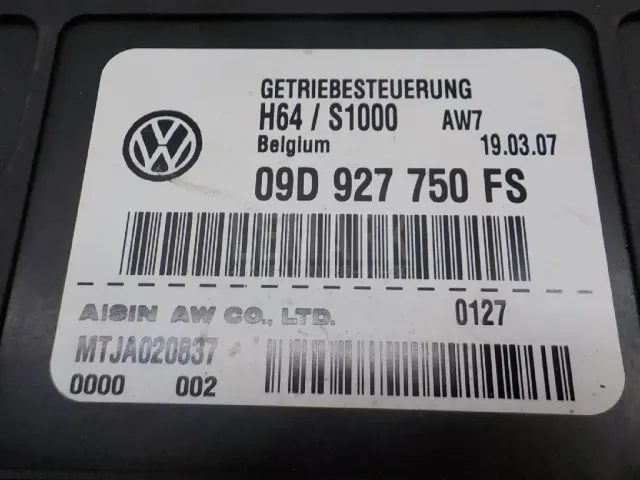 GETRIEBESTEUERUNG
H64 / S1000 AW7
Belgium 19.03.07
09D 927 750 FS
AISIN AW CO., LTD. 0127
MTJA020837
0000 002